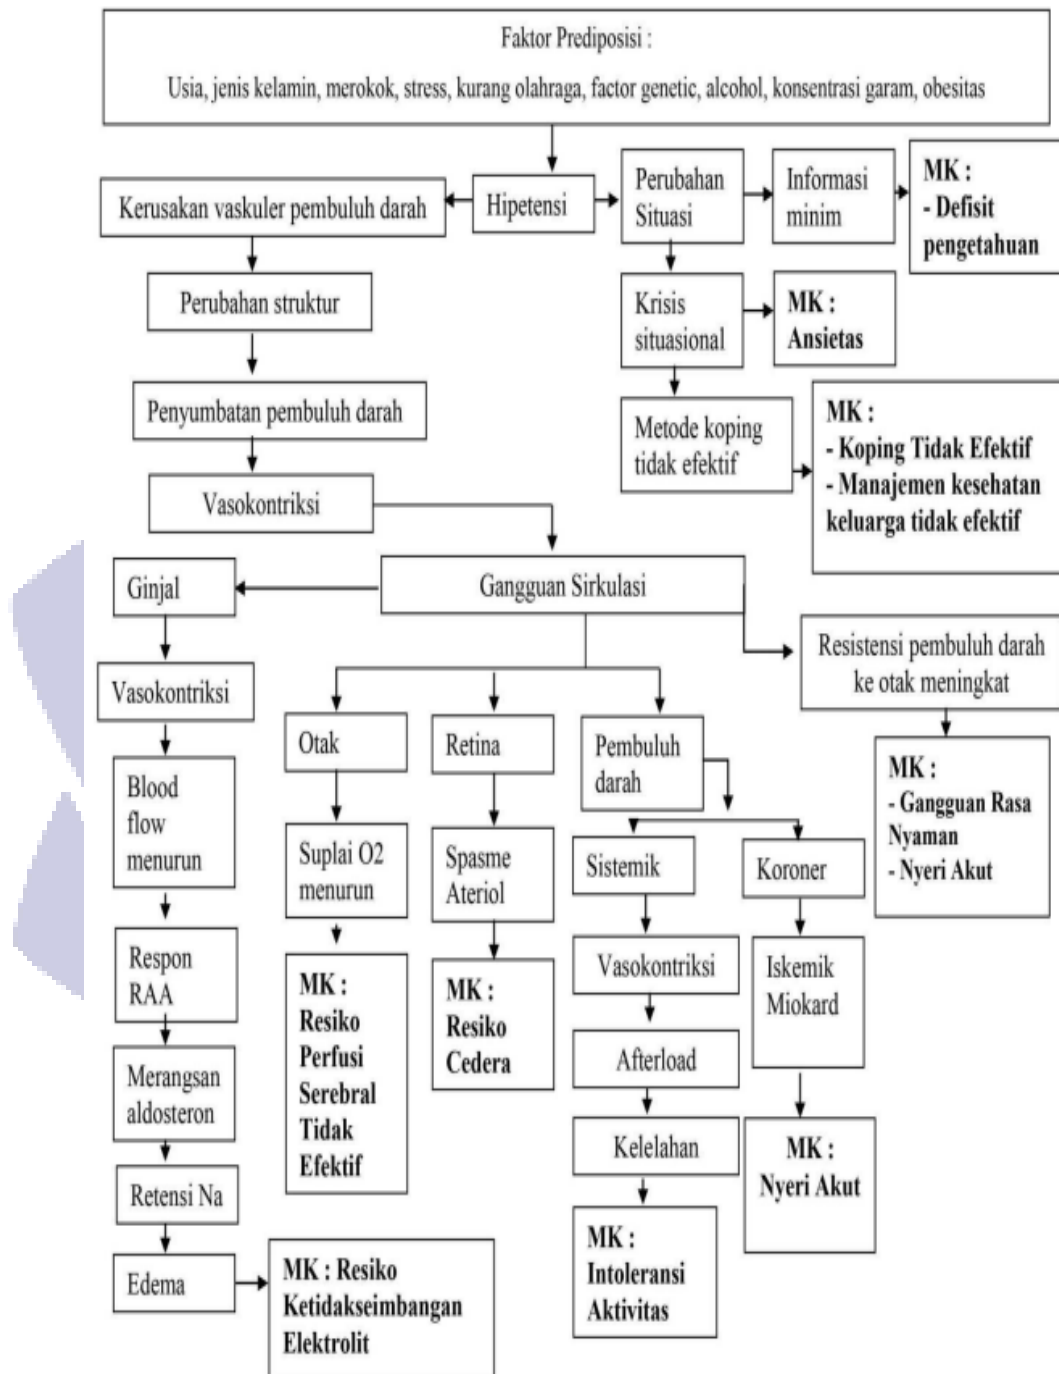 Faktor Prediposisi :
Usia, jenis kelamin, merokok, stress, kurang olahraga, factor genetic, alcohol, konsentrasi garam, obesitas
Kerusakan vaskuler pembuluh darah
Hipetensi
Perubahan
Situasi
Informasi
minim
MK :
- Defisit
pengetahuan
Perubahan struktur
Krisis
situasional
MK :
Ansietas
Penyumbatan pembuluh darah
Metode koping
tidak efektif
MK :
- Koping Tidak Efektif
- Manajemen kesehatan
keluarga tidak efektif
Vasokontriksi
Gangguan Sirkulasi
Ginjal
Resistensi pembuluh darah
ke otak meningkat
MK :
- Gangguan Rasa
Nyaman
- Nyeri Akut
Vasokontriksi
Blood
flow
menurun
Respon
RAA
Merangsan
aldosteron
Retensi Na
Edema
MK : Resiko
Ketidakseimbangan
Elektrolit
Otak
Suplai O2
menurun
MK :
Resiko
Perfusi
Serebral
Tidak
Efektif
Retina
Spasme
Ateriol
MK :
Resiko
Cedera
Pembuluh
darah
Sistemik
Vasokontriksi
Afterload
Kelelahan
MK :
Intoleransi
Aktivitas
Koroner
Iskemik
Miokard
MK :
Nyeri Akut